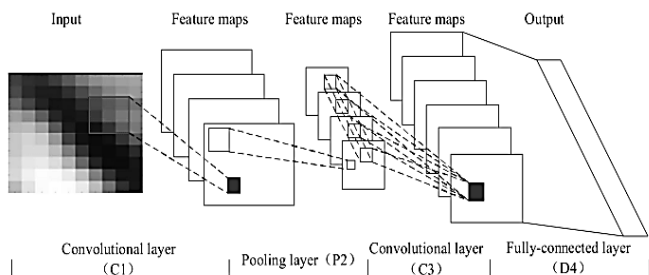 Input Feature maps Feature maps Feature maps Output
Convolutional layer Pooling layer (P2) Convolutional layer Fully-connected layer
(C1) (C3) (D4)